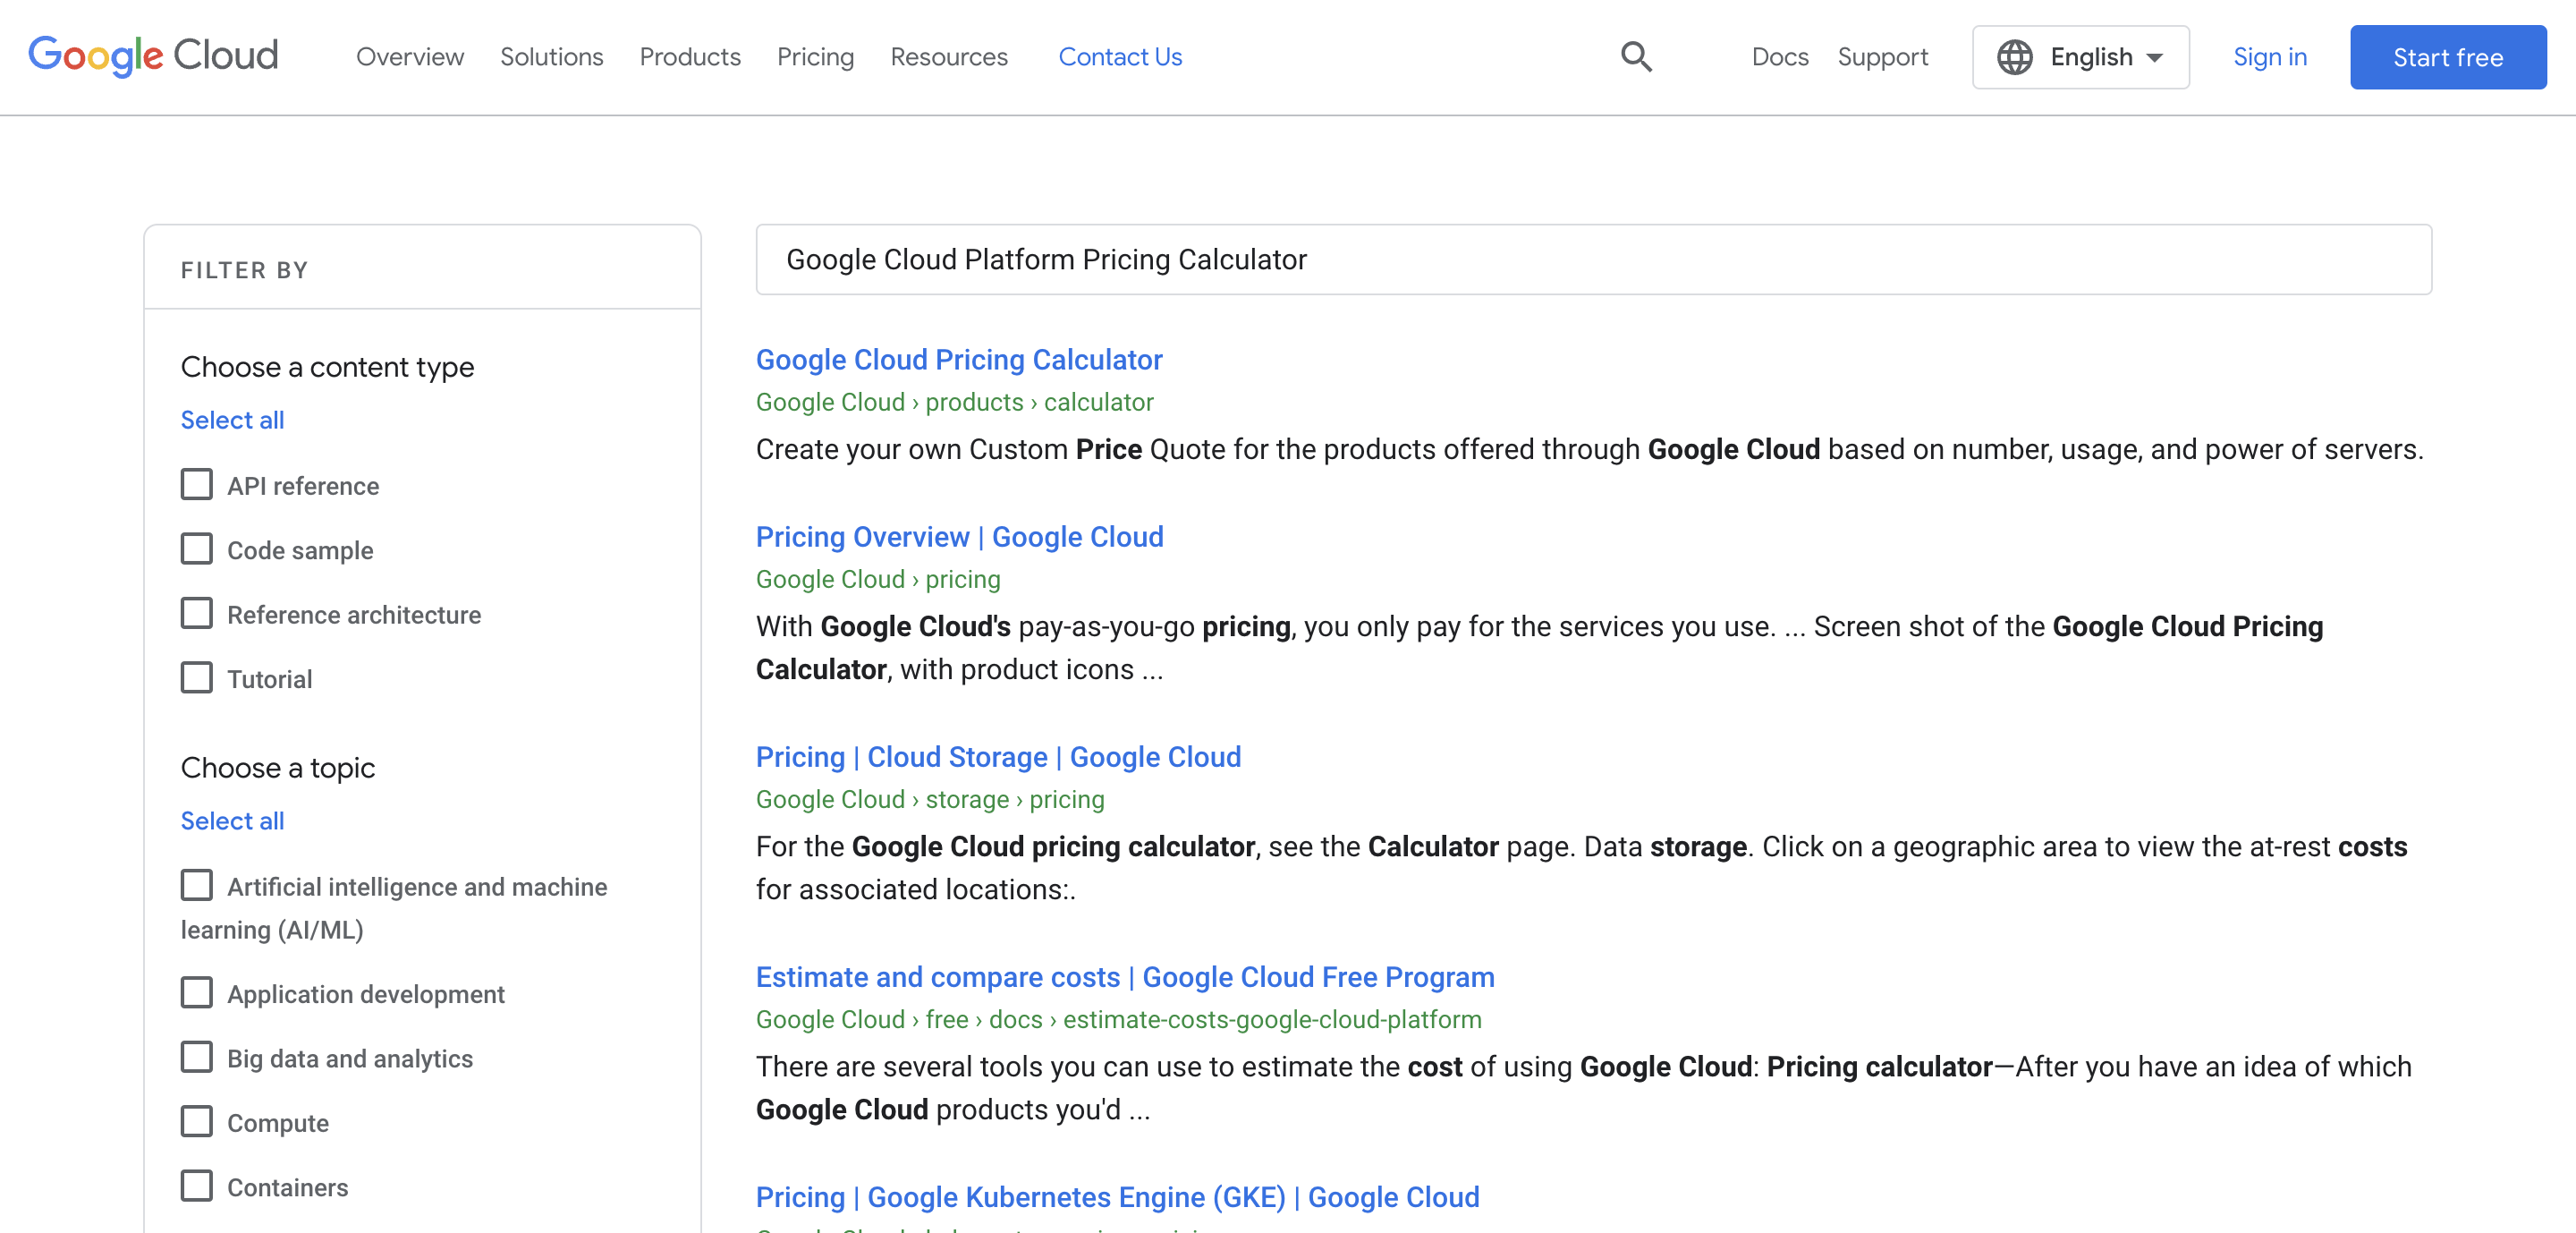 Google Cloud Overview Solutions Products Pricing Resources Contact Us Docs Support English Sign in Start free
FILTER BY
Choose a content type
Select all
API reference
Code sample
Reference architecture
Tutorial
Choose a topic
Select all
Artificial intelligence and machine
learning (AI/ML)
Application development
Big data and analytics
Compute
Containers
Google Cloud Platform Pricing Calculator
Google Cloud Pricing Calculator
Google Cloud › products › calculator
Create your own Custom Price Quote for the products offered through Google Cloud based on number, usage, and power of servers.
Pricing Overview | Google Cloud
Google Cloud › pricing
With Google Cloud's pay-as-you-go pricing, you only pay for the services you use. ... Screen shot of the Google Cloud Pricing
Calculator, with product icons ...
Pricing | Cloud Storage | Google Cloud
Google Cloud › storage › pricing
For the Google Cloud pricing calculator, see the Calculator page. Data storage. Click on a geographic area to view the at-rest costs
for associated locations:.
Estimate and compare costs | Google Cloud Free Program
Google Cloud › free › docs › estimate-costs-google-cloud-platform
There are several tools you can use to estimate the cost of using Google Cloud: Pricing calculator—After you have an idea of which
Google Cloud products you'd ...
Pricing | Google Kubernetes Engine (GKE) | Google Cloud